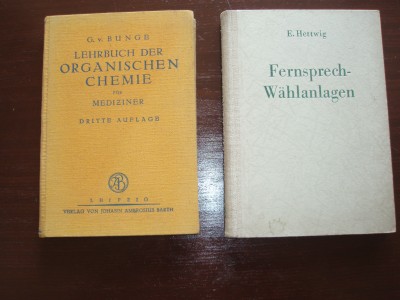 G. v. BUNGE
LEHRBUCH DER
ORGANISCHEN
CHEMIE
FÜR
MEDIZINER
DRITTE AUFLAGE
LEIPZIG
VERLAG VON JOHANN AMBROSIUS BARTH
E. Hettwig
Fernsprech-
Wählanlagen